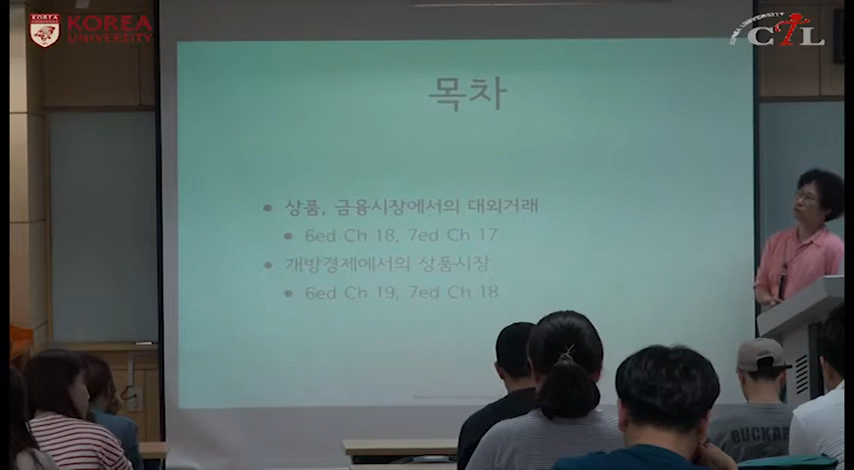 KOREA
UNIVERSITY
CTL
목차
• 상품, 금융시장에서의 대외거래
• 6ed Ch 18, 7ed Ch 17
• 개방경제에서의 상품시장
• 6ed Ch 19, 7ed Ch 18
BUCKAR